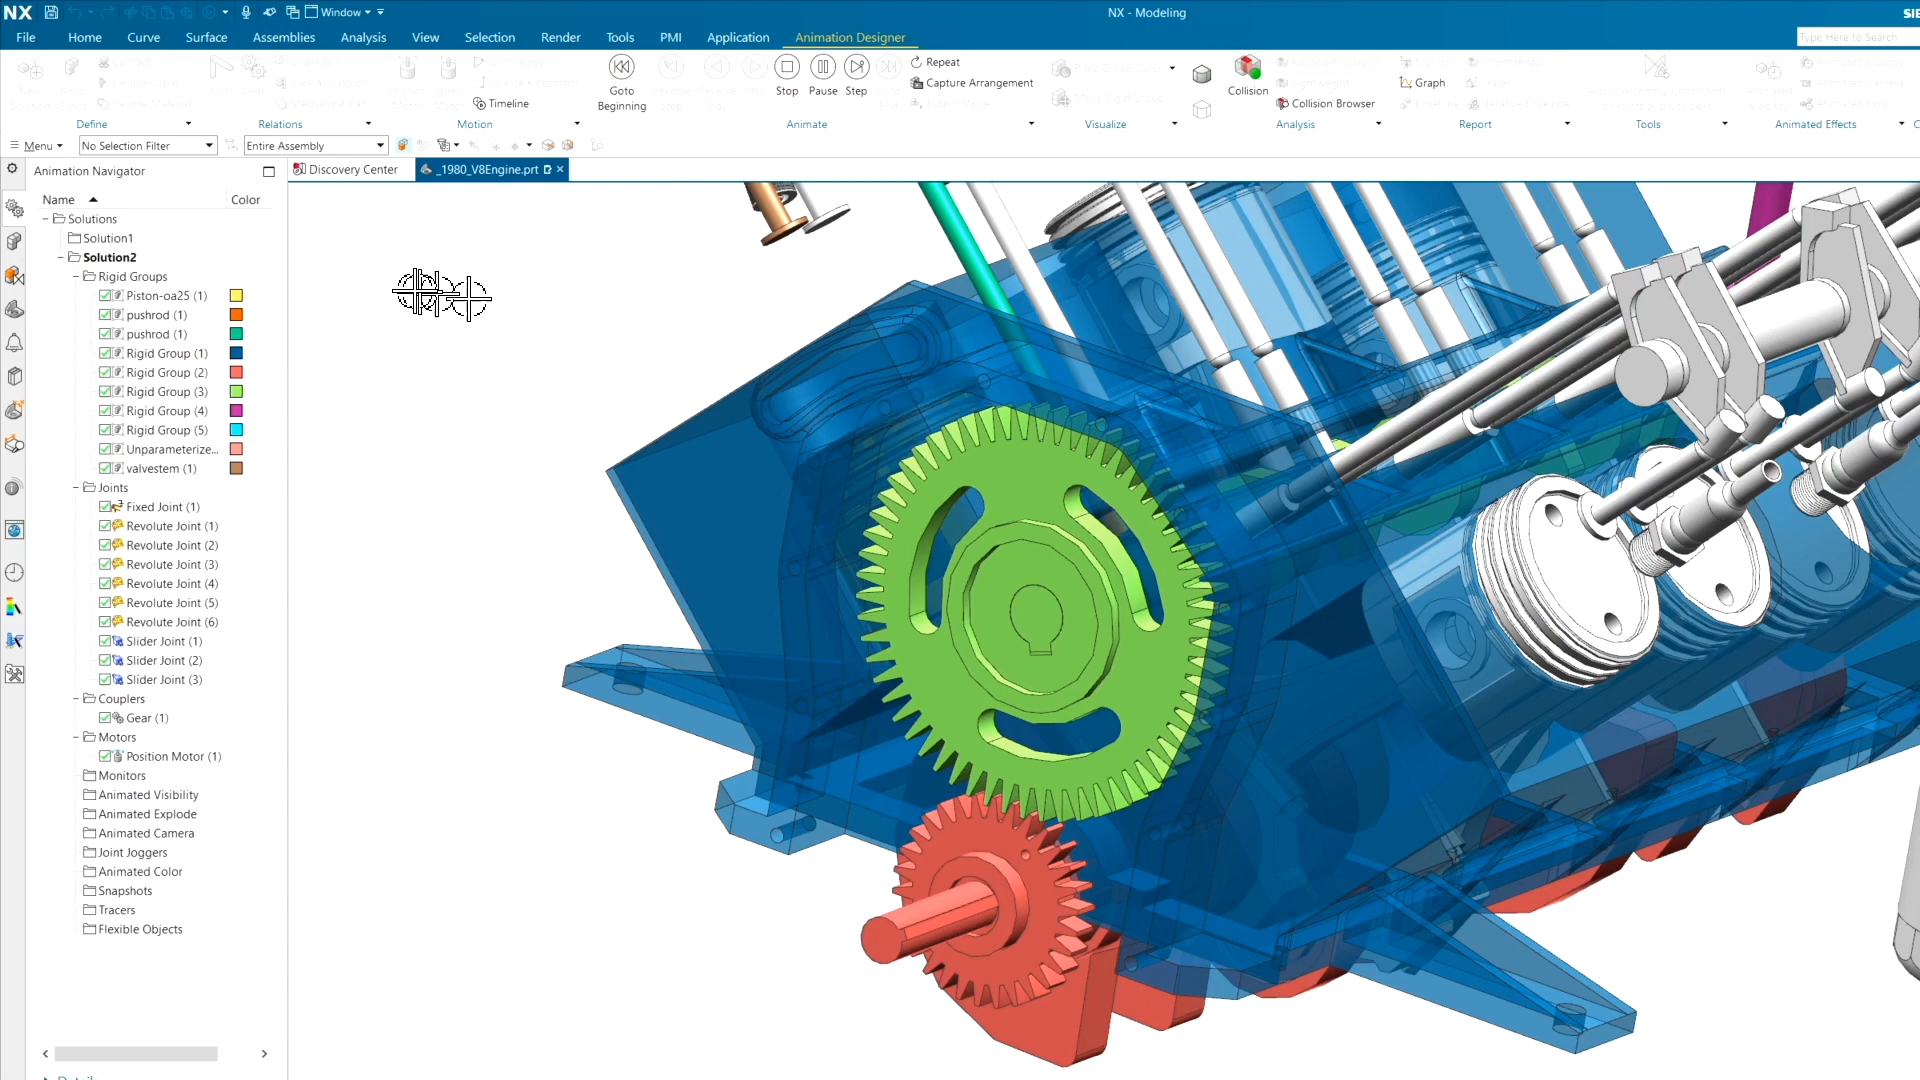 NX
Window
NX - Modeling
SIE
File Home Curve Surface Assemblies Analysis View Selection Render Tools PMI Application Animation Designer
Type Here to Search
Goto Beginning
Stop
Pause
Step
Repeat
Capture Arrangement
Timeline
Collision
Collision Browser
Graph
Define Relations Motion Animate Visualize Analysis Report Tools Animated Effects
Menu
No Selection Filter
Entire Assembly
Animation Navigator
Discovery Center
_1980_V8Engine.prt
Name Color
Solutions
Solution1
Solution2
Rigid Groups
Piston-oa25 (1)
pushrod (1)
pushrod (1)
Rigid Group (1)
Rigid Group (2)
Rigid Group (3)
Rigid Group (4)
Rigid Group (5)
Unparameterize...
valvestem (1)
Joints
Fixed Joint (1)
Revolute Joint (1)
Revolute Joint (2)
Revolute Joint (3)
Revolute Joint (4)
Revolute Joint (5)
Revolute Joint (6)
Slider Joint (1)
Slider Joint (2)
Slider Joint (3)
Couplers
Gear (1)
Motors
Position Motor (1)
Monitors
Animated Visibility
Animated Explode
Animated Camera
Joint Joggers
Animated Color
Snapshots
Tracers
Flexible Objects